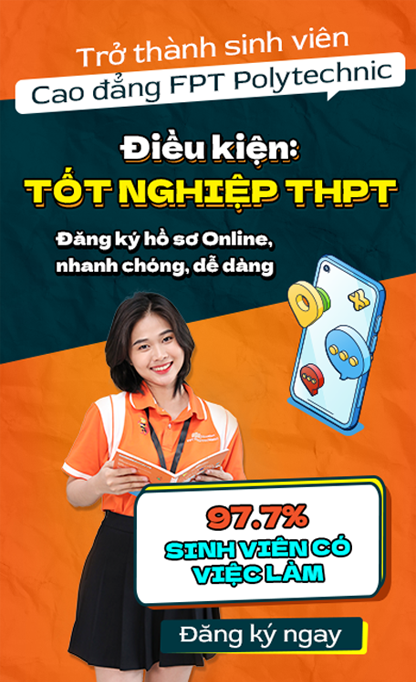 Trở thành sinh viên
Cao đẳng FPT Polytechnic
Điều kiện:
TỐT NGHIỆP THPT
Đăng ký hồ sơ Online,
nhanh chóng, dễ dàng
97.7%
SINH VIÊN CÓ
VIỆC LÀM
Đăng ký ngay